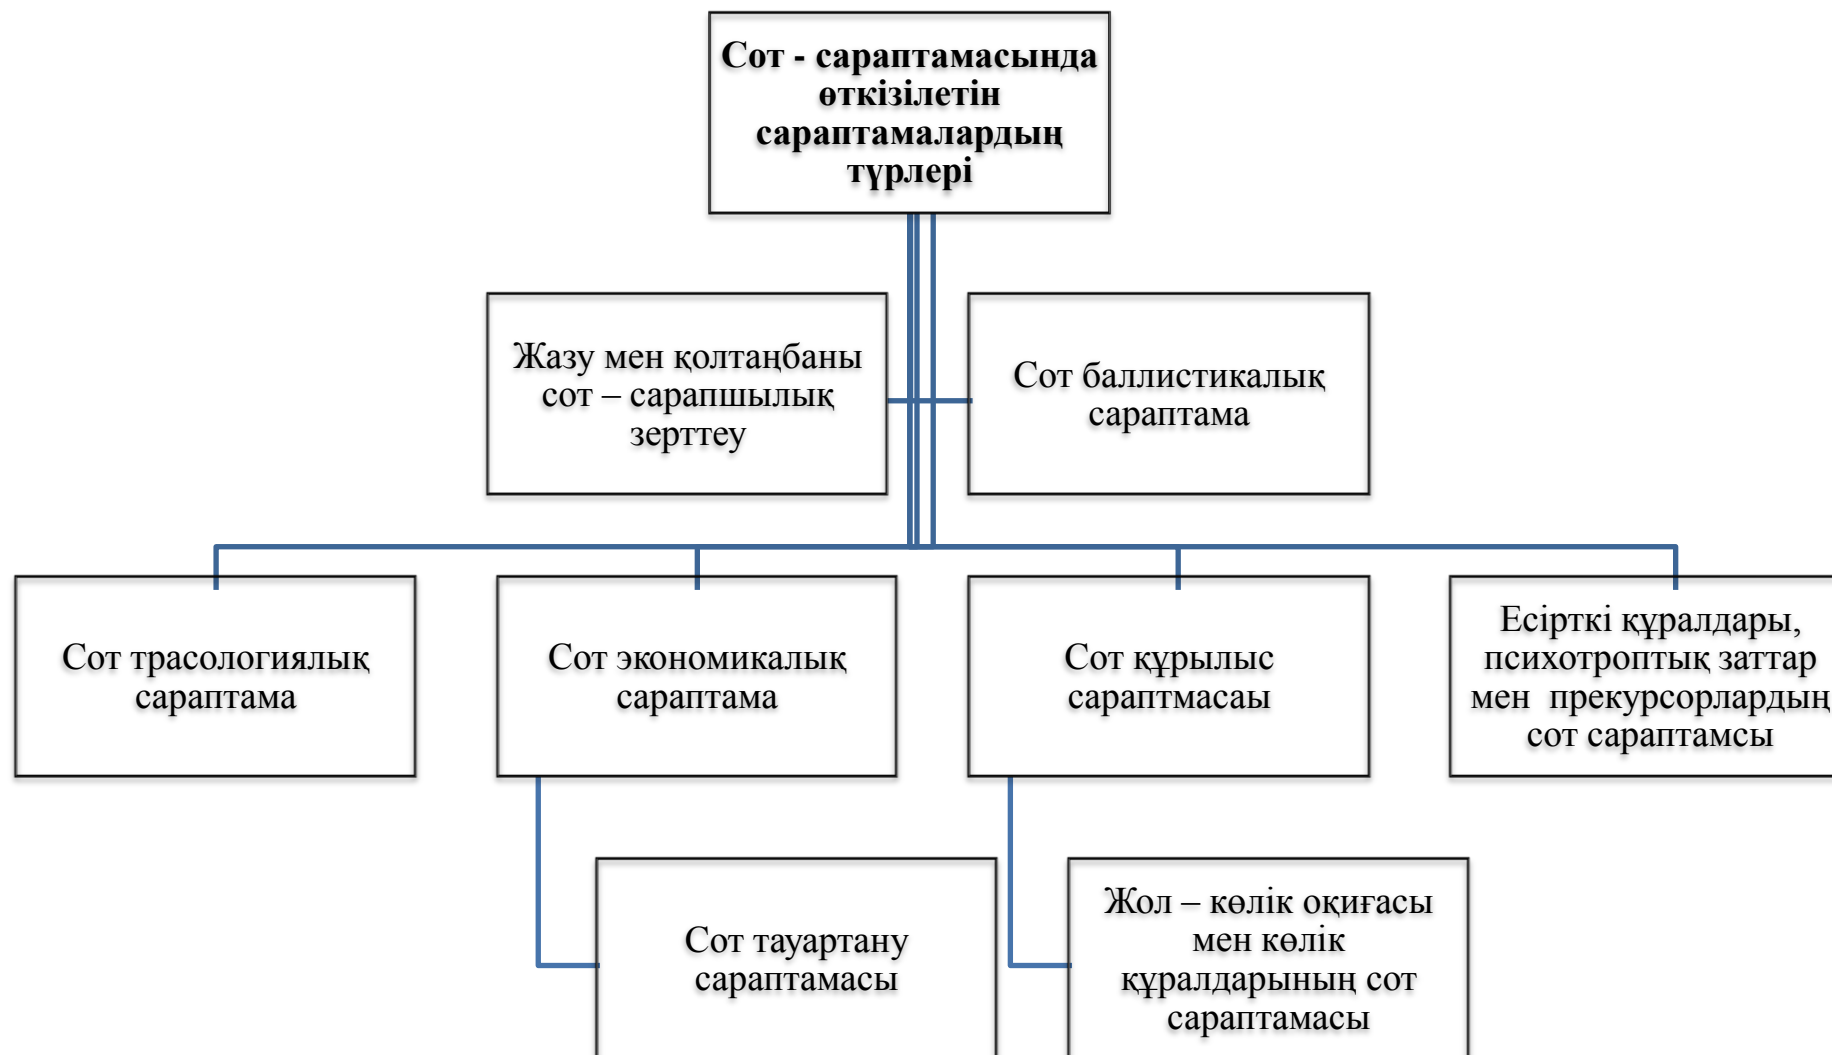 Сот - сараптамасында
өткізілетін
сараптамалардың
түрлері
Жазу мен қолтаңбаны
сот – сарапшылық
зерттеу
Сот баллистикалық
сараптама
Сот трасологиялық
сараптама
Сот экономикалық
сараптама
Сот құрылыс
сараптмасаы
Есірткі құралдары,
психотроптық заттар
мен прекурсорлардың
сот сараптамсы
Сот тауартану
сараптамасы
Жол – көлік оқиғасы
мен көлік
құралдарының сот
сараптамасы